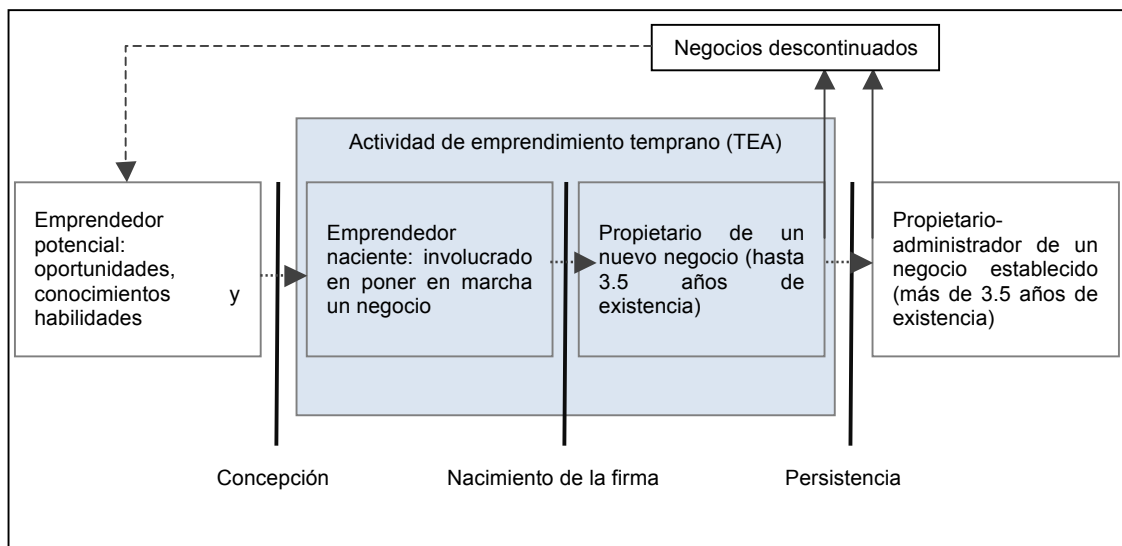 Negocios descontinuados
Actividad de emprendimiento temprano (TEA)
Emprendedor
potencial:
oportunidades,
conocimientos y
habilidades
Emprendedor
naciente: involucrado
en poner en marcha
un negocio
Propietario de un
nuevo negocio (hasta
3.5 años de
existencia)
Propietario-
administrador de un
negocio establecido
(más de 3.5 años de
existencia)
Concepción
Nacimiento de la firma
Persistencia